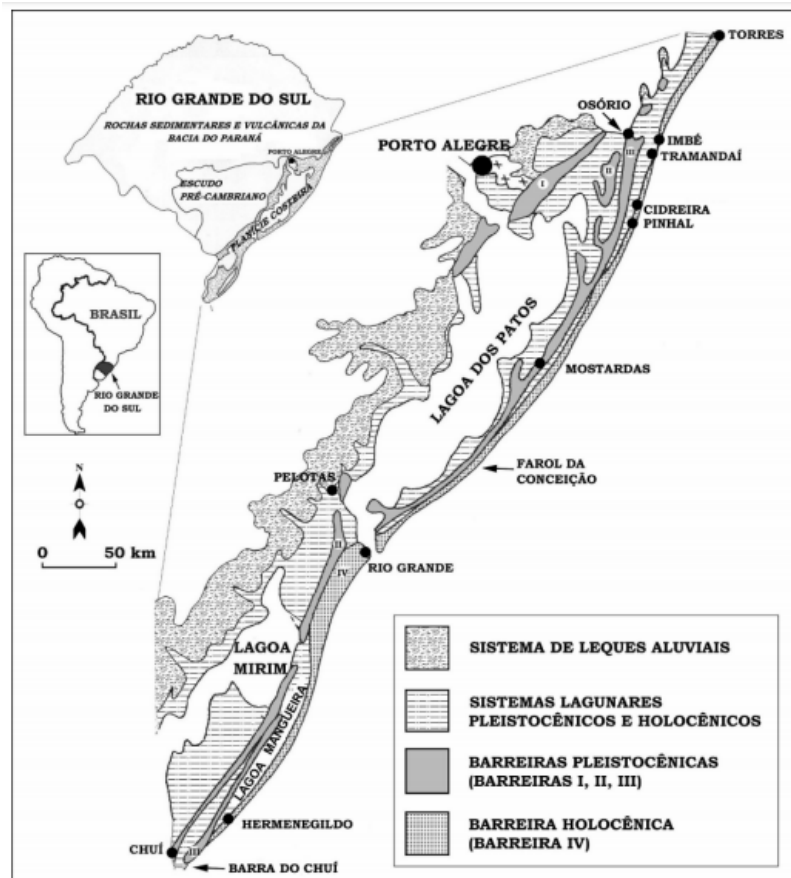 RIO GRANDE DO SUL
ROCHAS SEDIMENTARES E VULCÂNICAS DA
BACIA DO PARANÁ
PORTO ALEGRE
ESCUDO
PRÉ-CAMBRIANO
PLANÍCIE COSTEIRA
BRASIL
RIO GRANDE
DO SUL
N
0 50 km
TORRES
OSÓRIO
IMBÉ
TRAMANDAÍ
PORTO ALEGRE
III
II
I
CIDREIRA
PINHAL
LAGOA DOS PATOS
MOSTARDAS
FAROL DA
CONCEIÇÃO
PELOTAS
II
IV
RIO GRANDE
LAGOA
MIRIM
LAGOA MANGUEIRA
HERMENEGILDO
CHUÍ
III
BARRA DO CHUÍ
SISTEMA DE LEQUES ALUVIAIS
SISTEMAS LAGUNARES
PLEISTOCÊNICOS E HOLOCÊNICOS
BARREIRAS PLEISTOCÊNICAS
(BARREIRAS I, II, III)
BARREIRA HOLOCÊNICA
(BARREIRA IV)